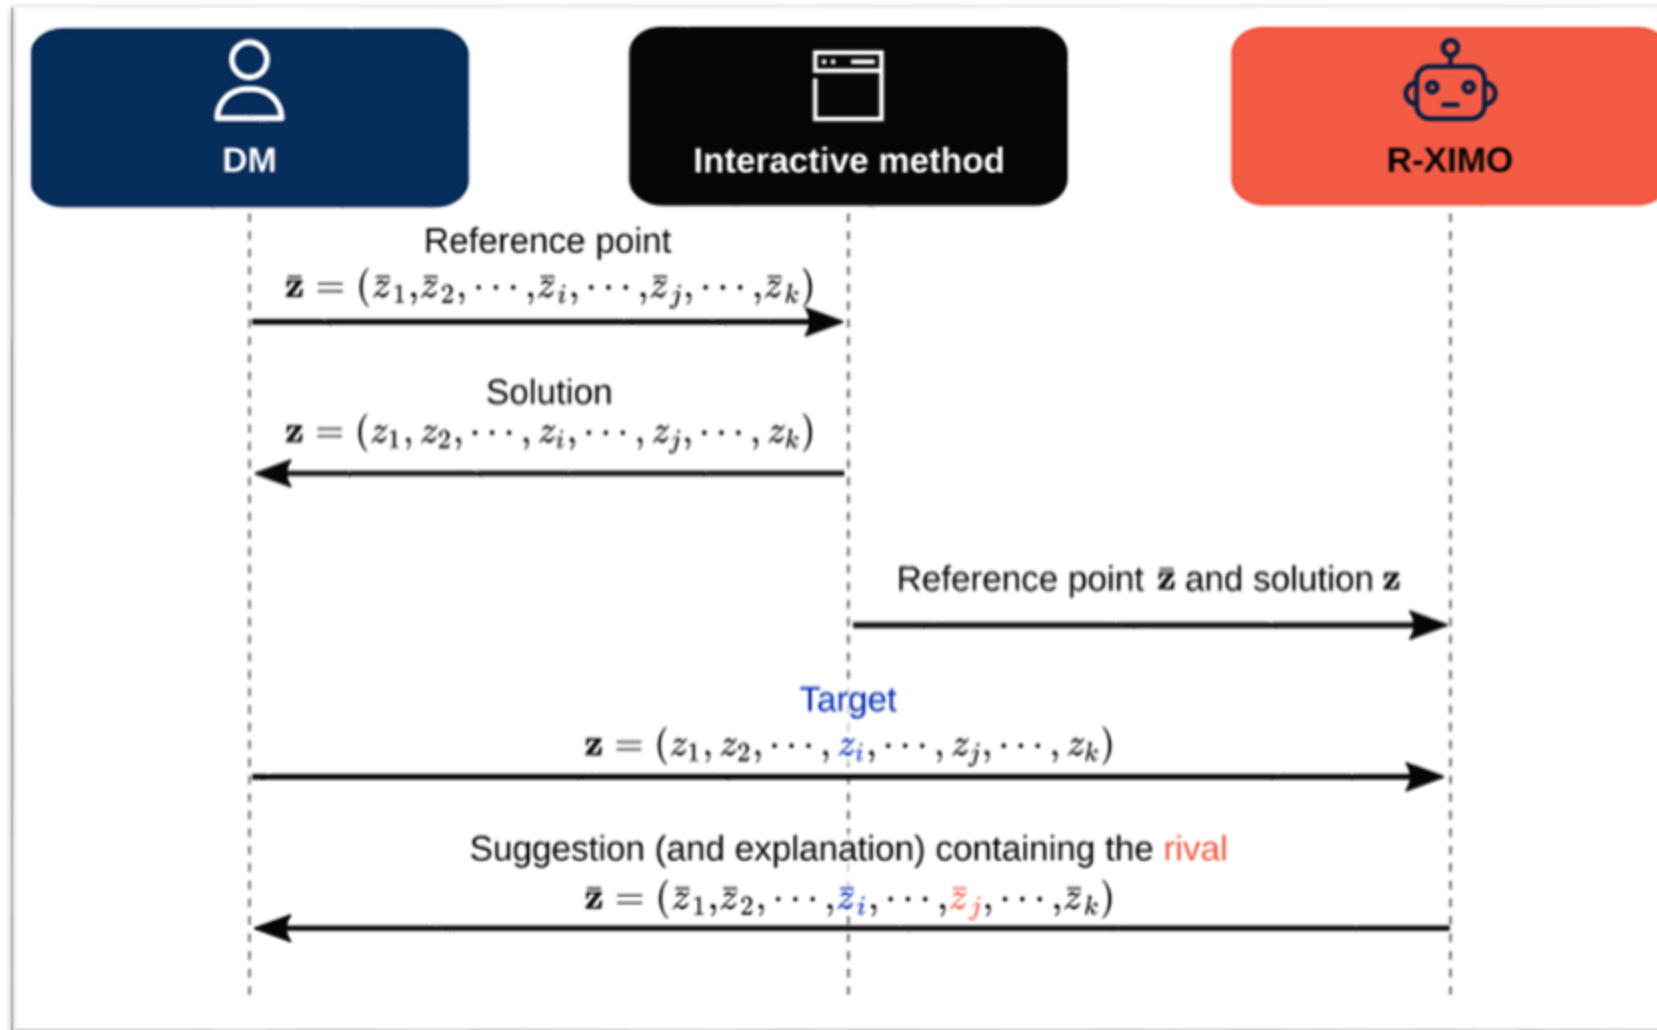 DM
Interactive method
R-XIMO
Reference point
z̄ = (z̄₁,z̄₂, ⋯ ,z̄ᵢ, ⋯ ,z̄ⱼ, ⋯ ,z̄ₖ)
Solution
z = (z₁, z₂, ⋯ , zᵢ, ⋯ , zⱼ, ⋯ , zₖ)
Reference point z̄ and solution z
Target
z = (z₁, z₂, ⋯ , zᵢ, ⋯ , zⱼ, ⋯ , zₖ)
Suggestion (and explanation) containing the rival
z̄ = (z̄₁,z̄₂, ⋯ ,z̄ᵢ, ⋯ ,z̄ⱼ, ⋯ ,z̄ₖ)